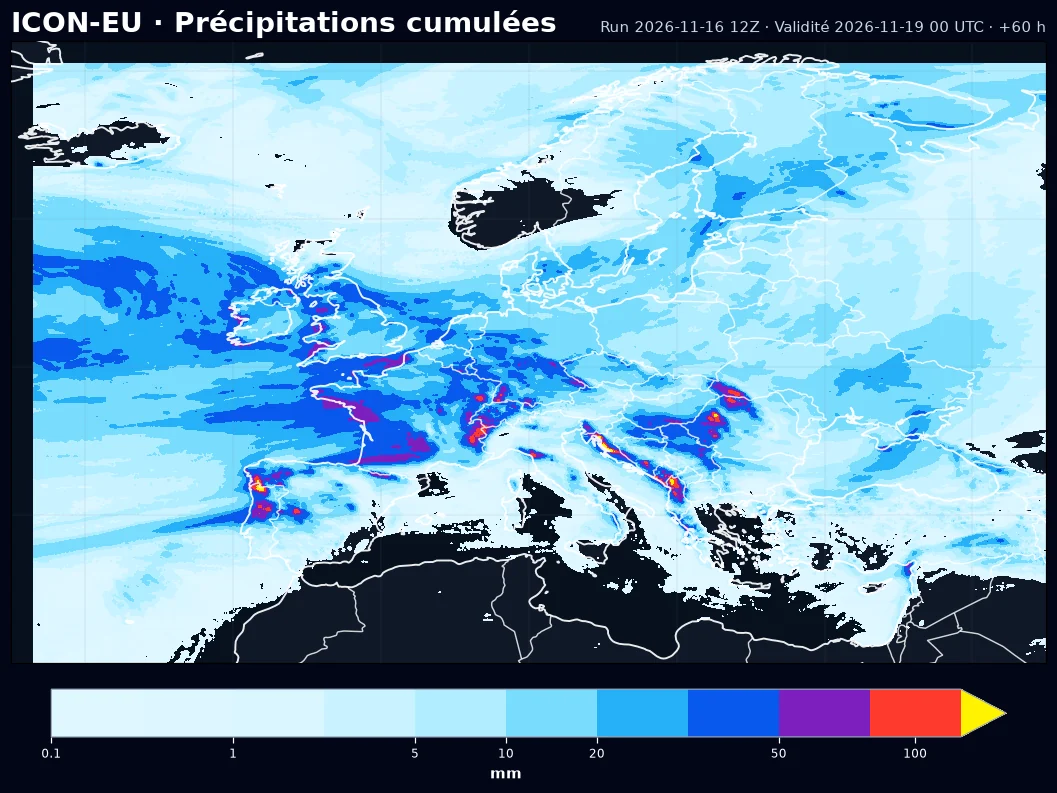 ICON-EU · Précipitations cumulées
Run 2026-11-16 12Z · Validité 2026-11-19 00 UTC · +60 h
0.1 1 5 10 20 50 100
mm